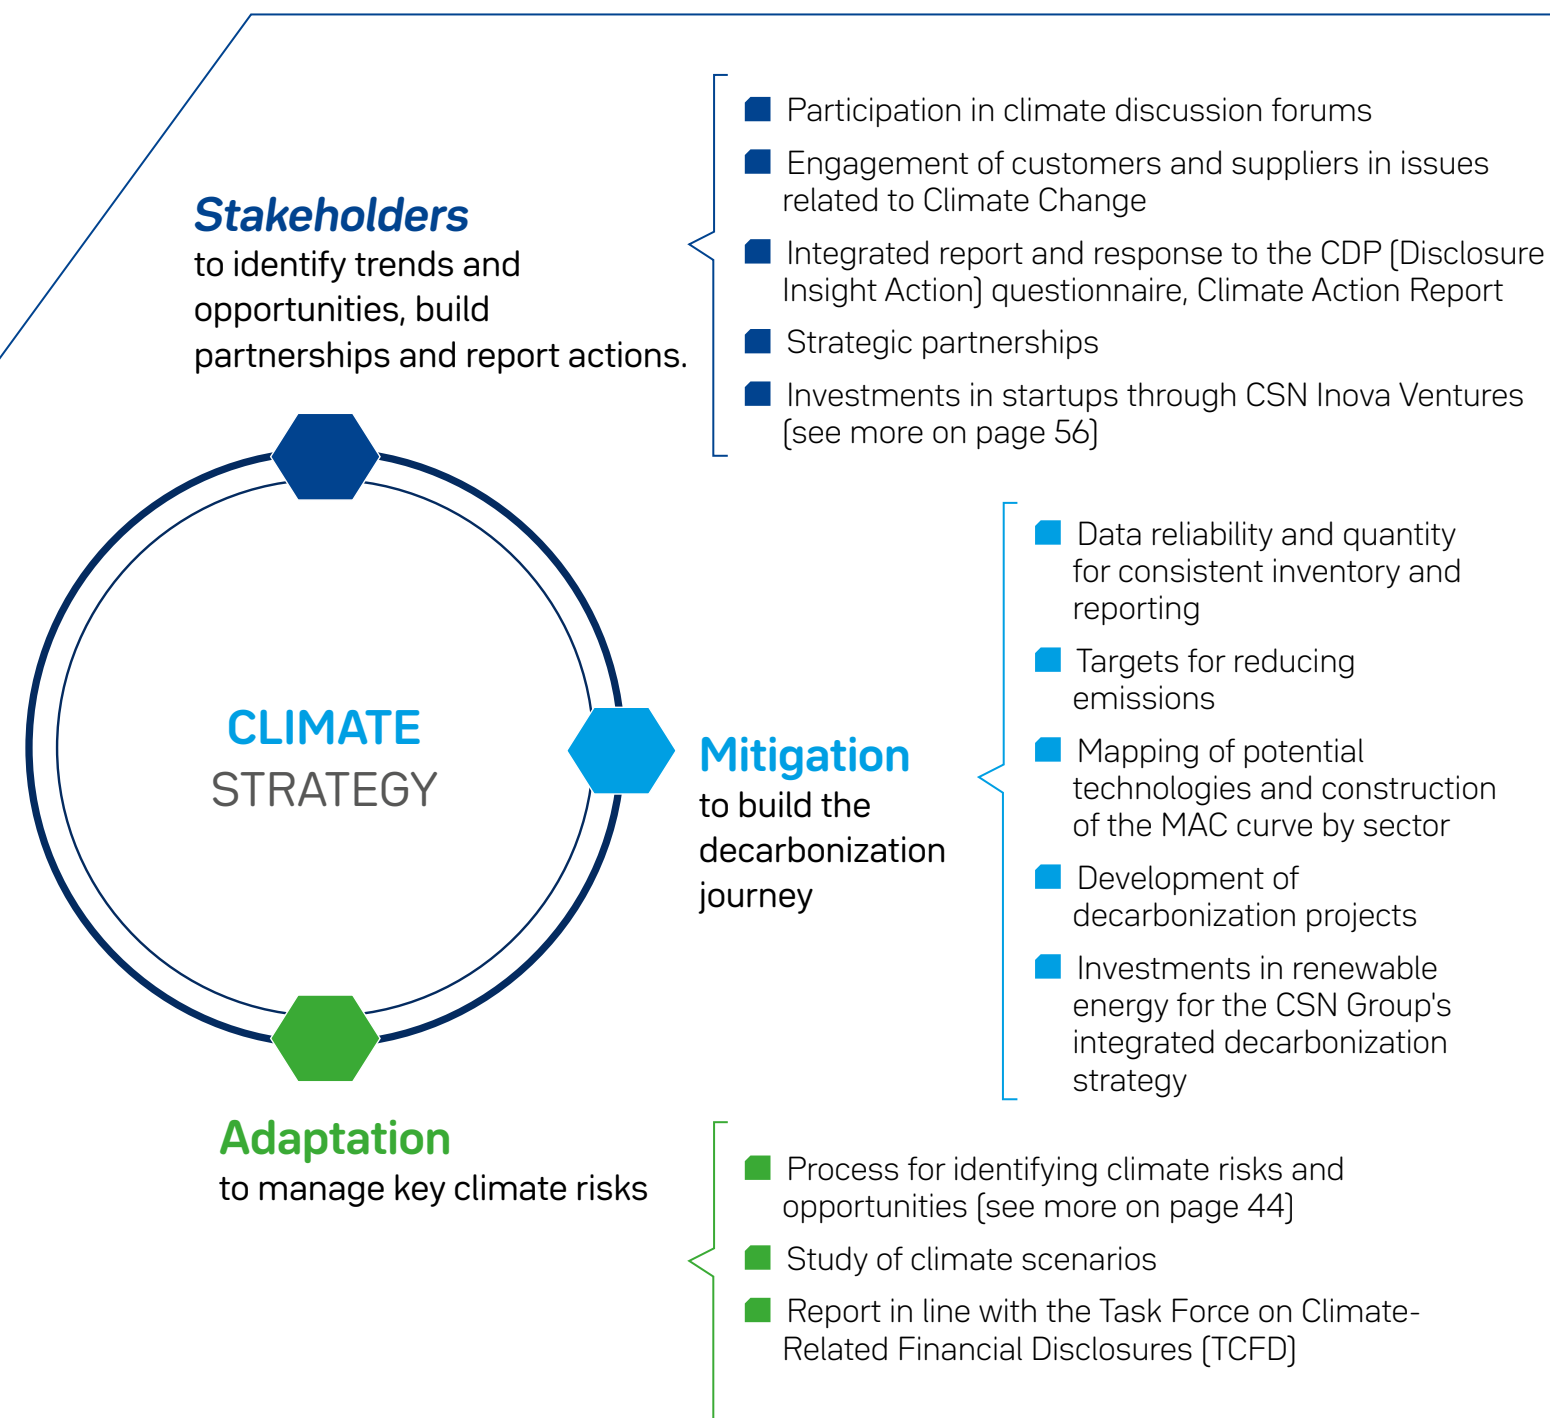 Stakeholders
to identify trends and
opportunities, build
partnerships and report actions.
Participation in climate discussion forums
Engagement of customers and suppliers in issues
related to Climate Change
Integrated report and response to the CDP (Disclosure
Insight Action) questionnaire, Climate Action Report
Strategic partnerships
Investments in startups through CSN Inova Ventures
(see more on page 56)
CLIMATE
STRATEGY
Mitigation
to build the
decarbonization
journey
Data reliability and quantity
for consistent inventory and
reporting
Targets for reducing
emissions
Mapping of potential
technologies and construction
of the MAC curve by sector
Development of
decarbonization projects
Investments in renewable
energy for the CSN Group's
integrated decarbonization
strategy
Adaptation
to manage key climate risks
Process for identifying climate risks and
opportunities (see more on page 44)
Study of climate scenarios
Report in line with the Task Force on Climate-
Related Financial Disclosures (TCFD)